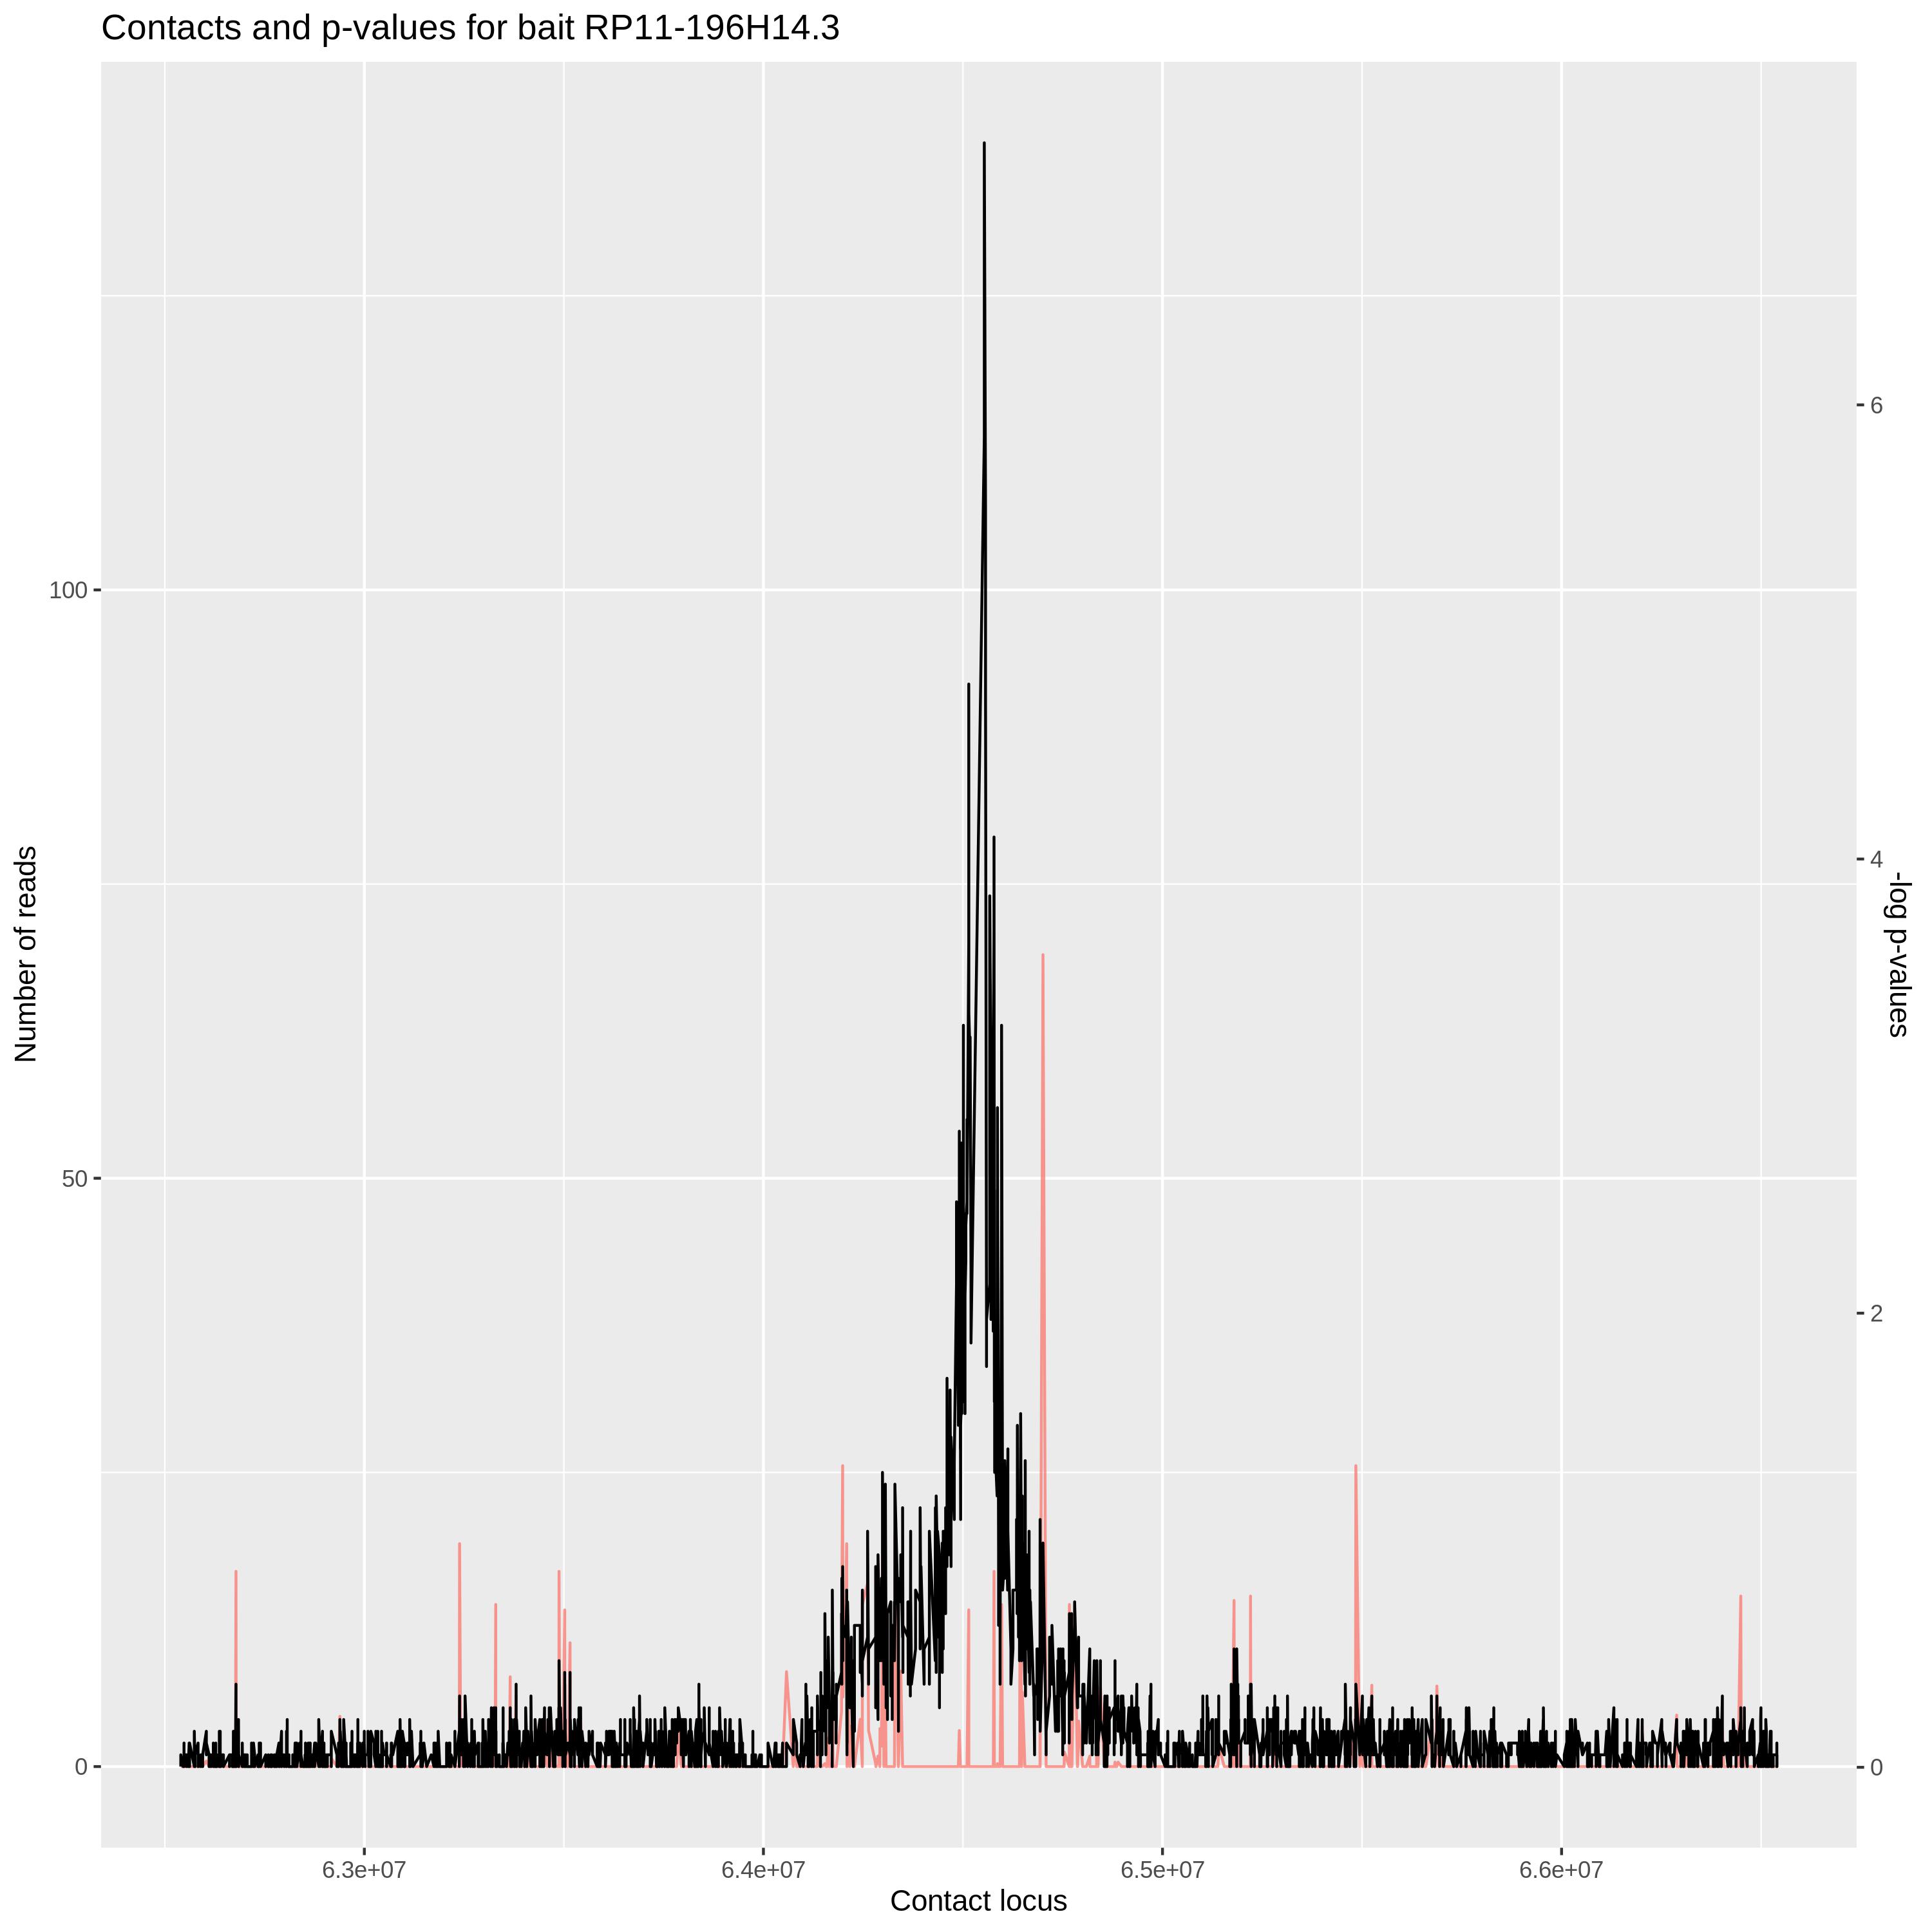 Contacts and p-values for bait RP11-196H14.3
Number of reads
100
50
0
6
4
2
0
-log p-values
6.3e+07
6.4e+07
6.5e+07
6.6e+07
Contact locus